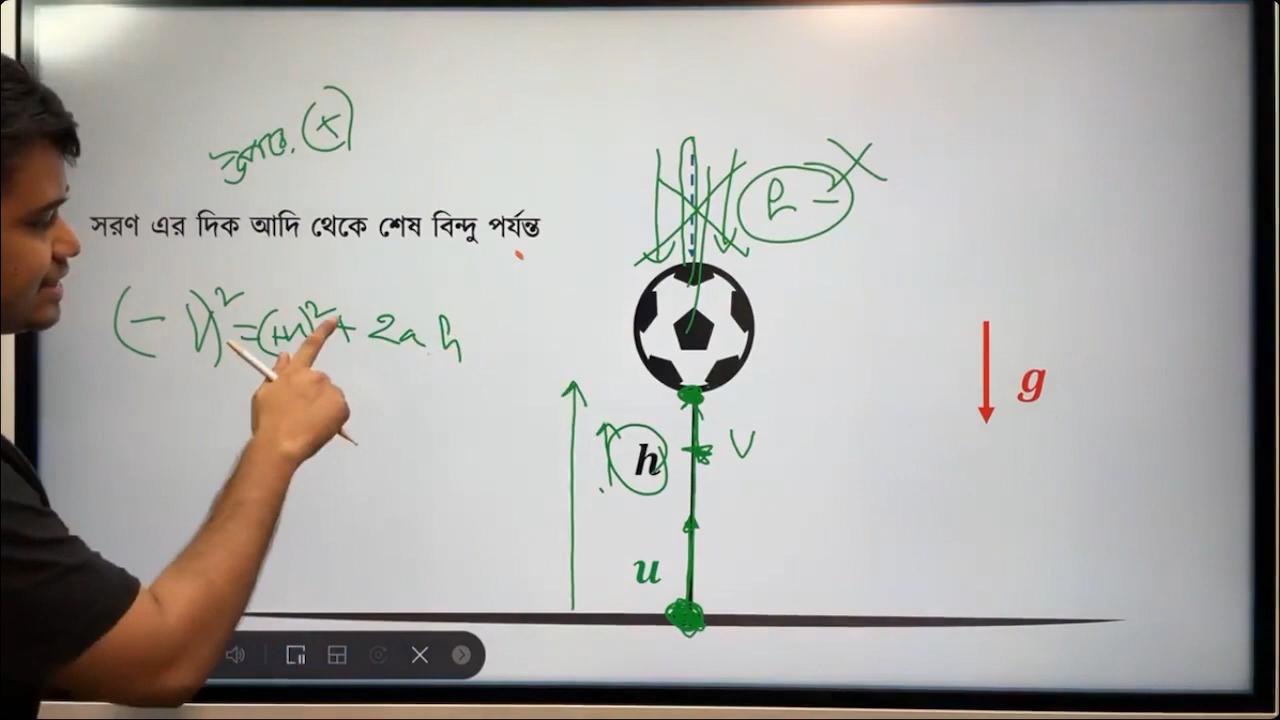 উপরে. (+)
সরণ এর দিক আদি থেকে শেষ বিন্দু পর্যন্ত
(- V)² = (+u)² + 2a h
h
V
u
g